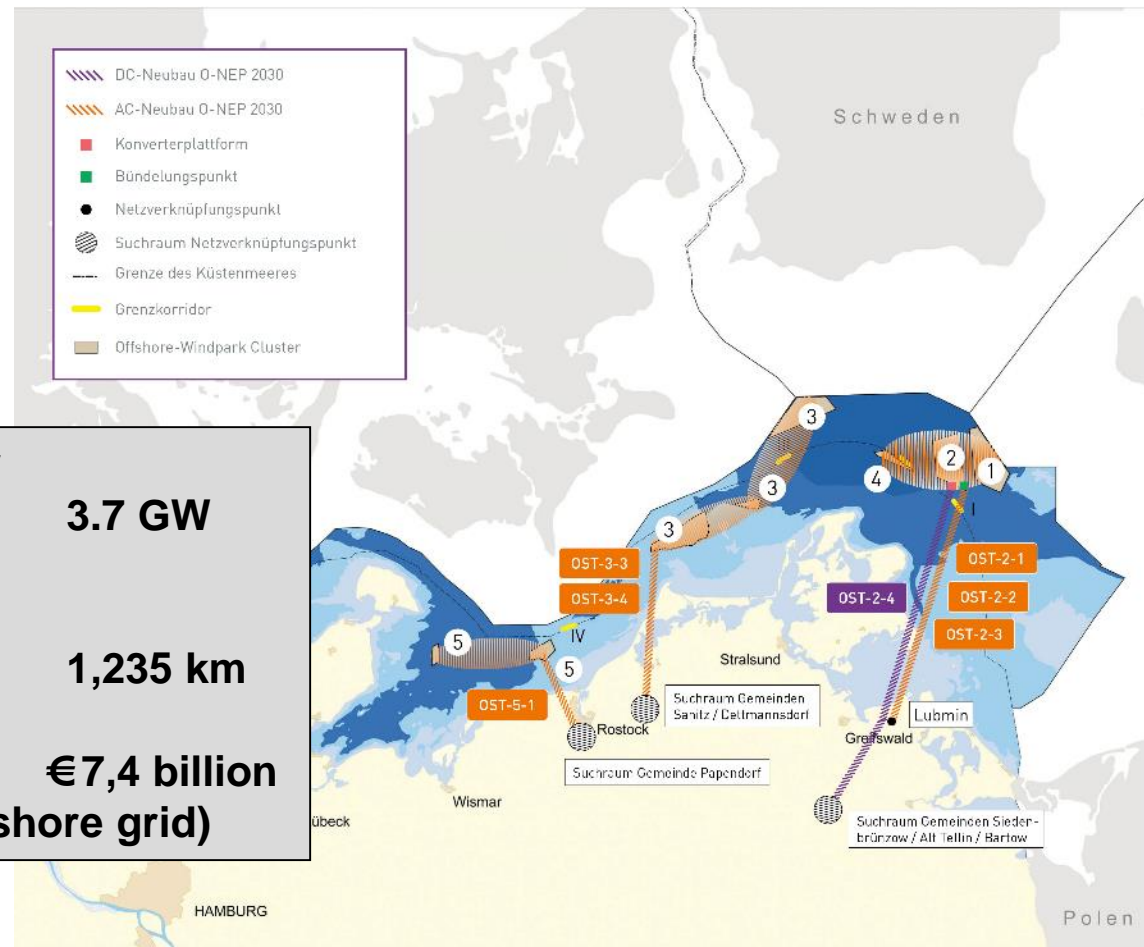 DC-Neubau O-NEP 2030
AC-Neubau O-NEP 2030
Konverterplattform
Bündelungspunkt
Netzverknüpfungspunkt
Suchraum Netzverknüpfungspunkt
Grenze des Küstenmeeres
Grenzkorridor
Offshore-Windpark Cluster
Schweden
3.7 GW
1,235 km
€7,4 billion
shore grid)
3
3
3
4
2
1
I
OST-3-3
OST-3-4
IV
OST-2-4
OST-2-1
OST-2-2
OST-2-3
5
5
OST-5-1
Stralsund
Suchraum Gemeinden
Sanitz / Dettmannsdorf
Rostock
Lubmin
Greifswald
Suchraum Gemeinde Papendorf
Wismar
übeck
Suchraum Gemeinden Sieden-
brünzow / Alt Tellin / Bartow
HAMBURG
Polen